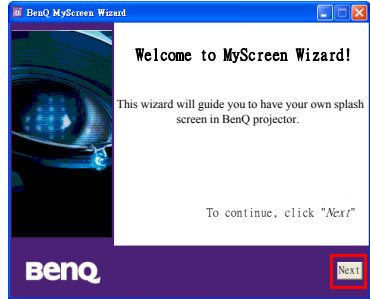 BenQ MyScreen Wizard
Welcome to MyScreen Wizard!
This wizard will guide you to have your own splash
screen in BenQ projector.
To continue, click "Next"
BenQ
Next